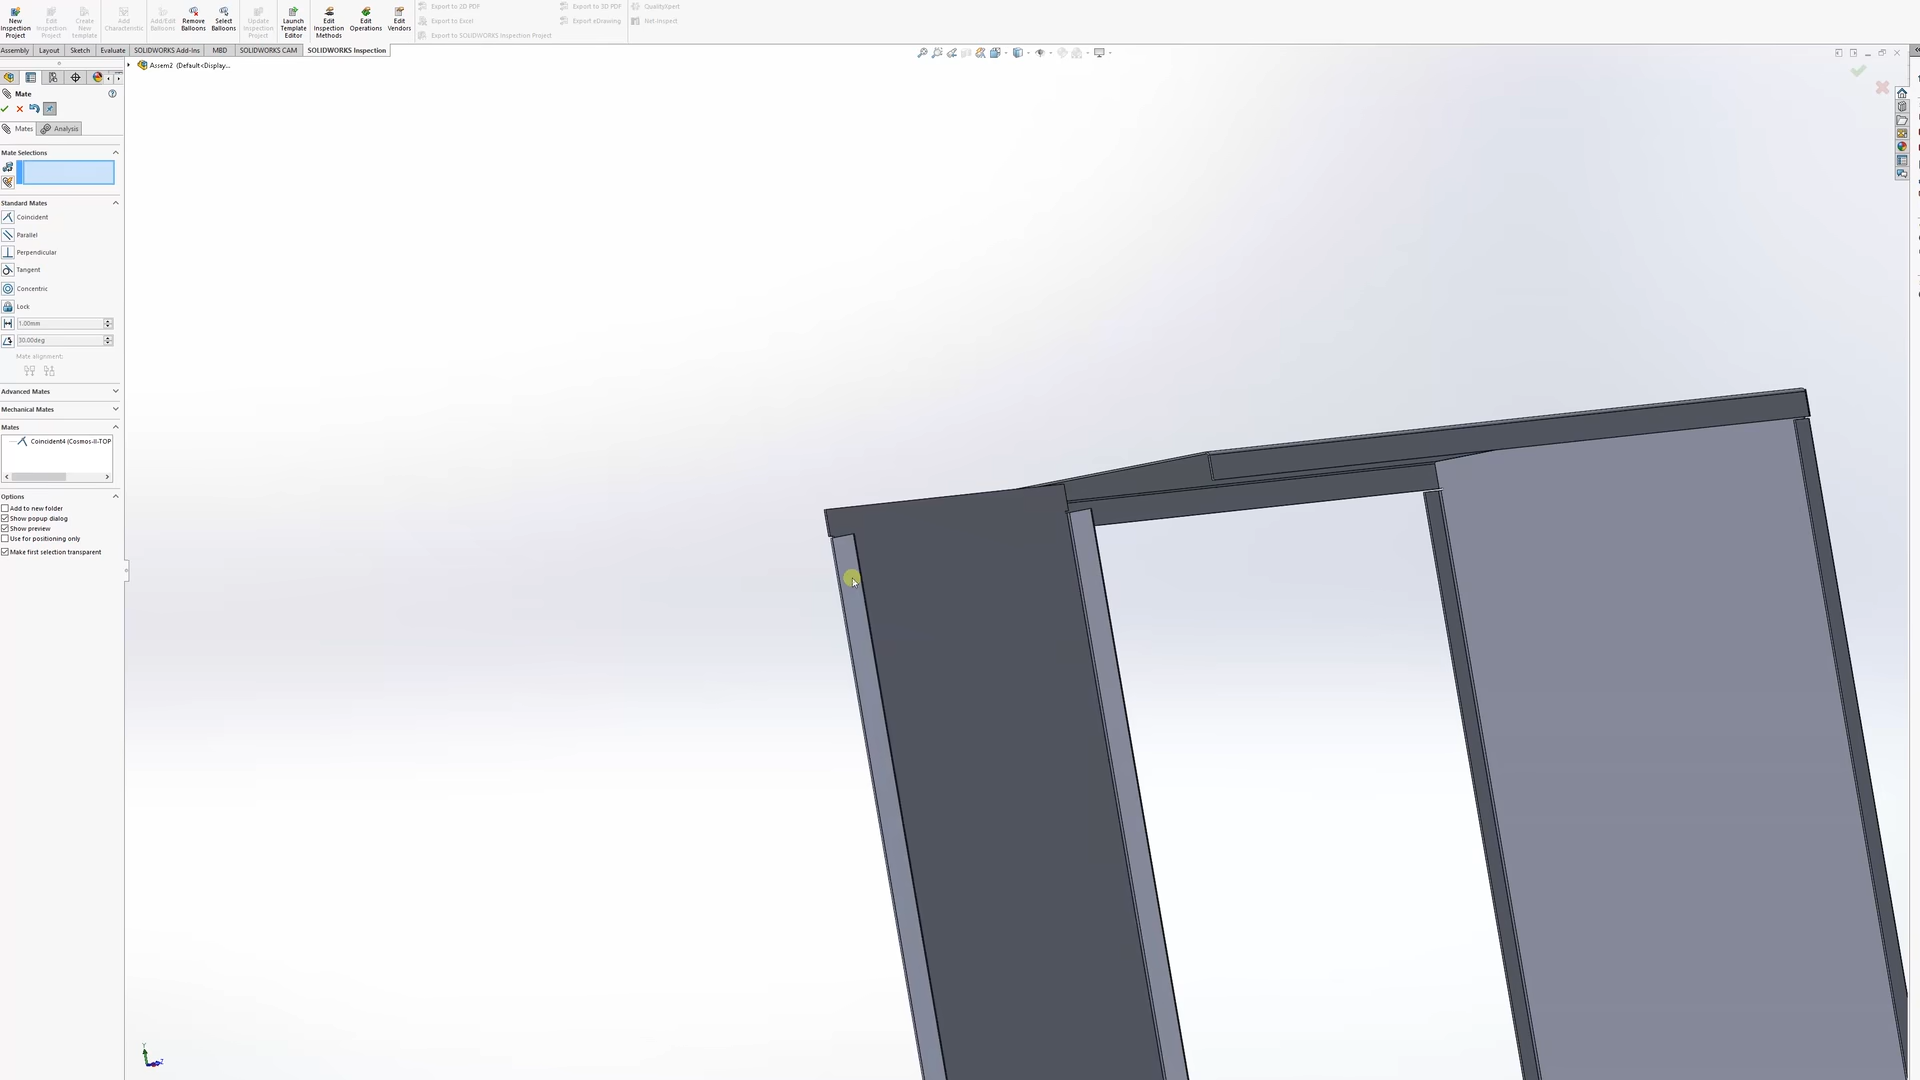 New Inspection Project
Edit Inspection Project
Create New template
Add Characteristic
Add/Edit Balloons
Remove Balloons
Select Balloons
Update Inspection Project
Launch Template Editor
Edit Inspection Methods
Edit Operations
Edit Vendors
Export to 2D PDF
Export to Excel
Export to SOLIDWORKS Inspection Project
Export to 3D PDF
Export eDrawing
QualityXpert
Net-Inspect
Assembly
Layout
Sketch
Evaluate
SOLIDWORKS Add-Ins
MBD
SOLIDWORKS CAM
SOLIDWORKS Inspection
Assem2 (Default<Display...
Mate
Mates
Analysis
Mate Selections
Standard Mates
Coincident
Parallel
Perpendicular
Tangent
Concentric
Lock
1.00mm
30.00deg
Mate alignment:
Advanced Mates
Mechanical Mates
Mates
Coincident4 (Cosmos-II-TOP
Options
Add to new folder
Show popup dialog
Show preview
Use for positioning only
Make first selection transparent
Y
Z